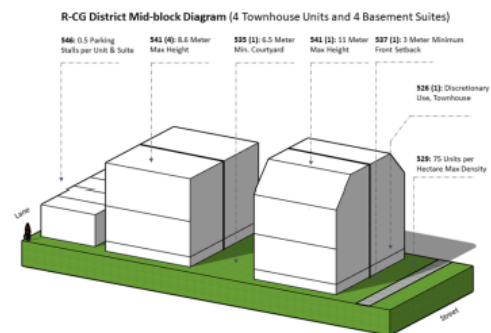 R-CG District Mid-block Diagram (4 Townhouse Units and 4 Basement Suites)
546: 0.5 Parking
Stalls per Unit & Suite
541 (4): 8.6 Meter
Max Height
535 (1): 6.5 Meter
Min. Courtyard
541 (1): 11 Meter
Max Height
537 (1): 3 Meter Minimum
Front Setback
526 (1): Discretionary
Use, Townhouse
529: 75 Units per
Hectare Max Density
Lane
Street